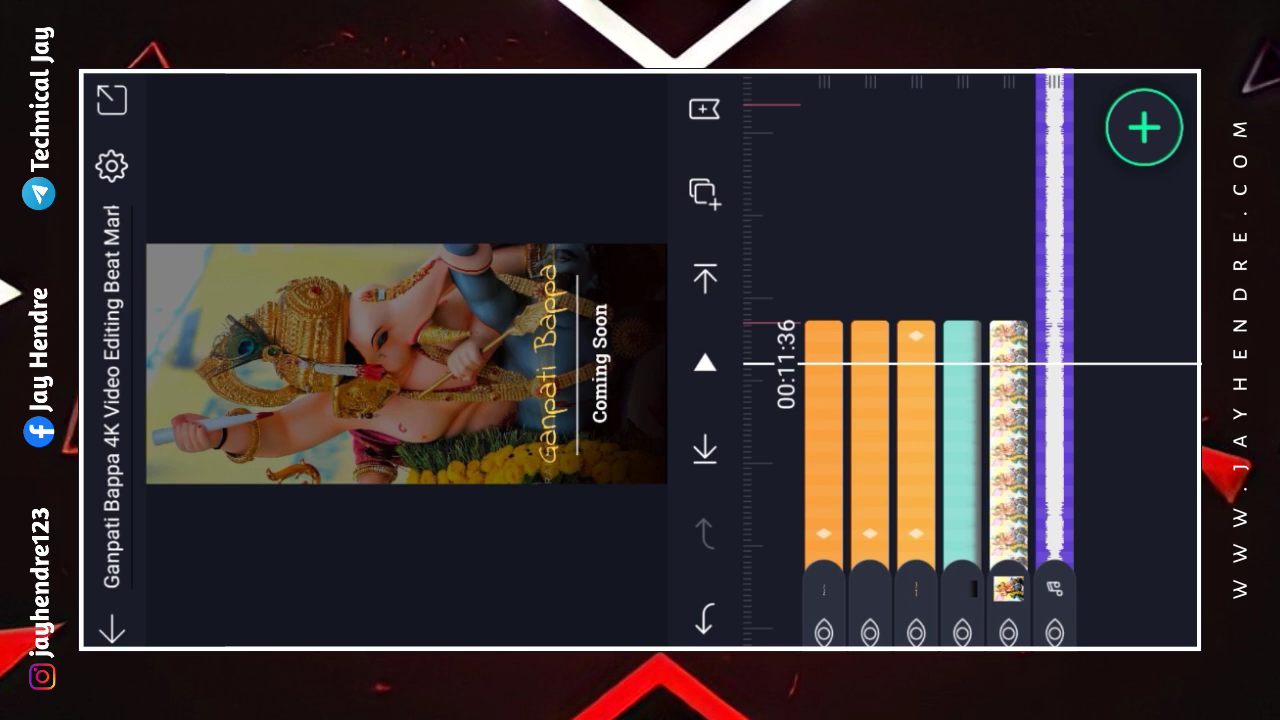 Technical Jay
Jay Hendre
jayhendre123
Ganpati Bappa 4K Video Editing Beat Mar
Ganpati Bappa
Coming Soon
00:11:36
WWW.JAYHENDRE.COM